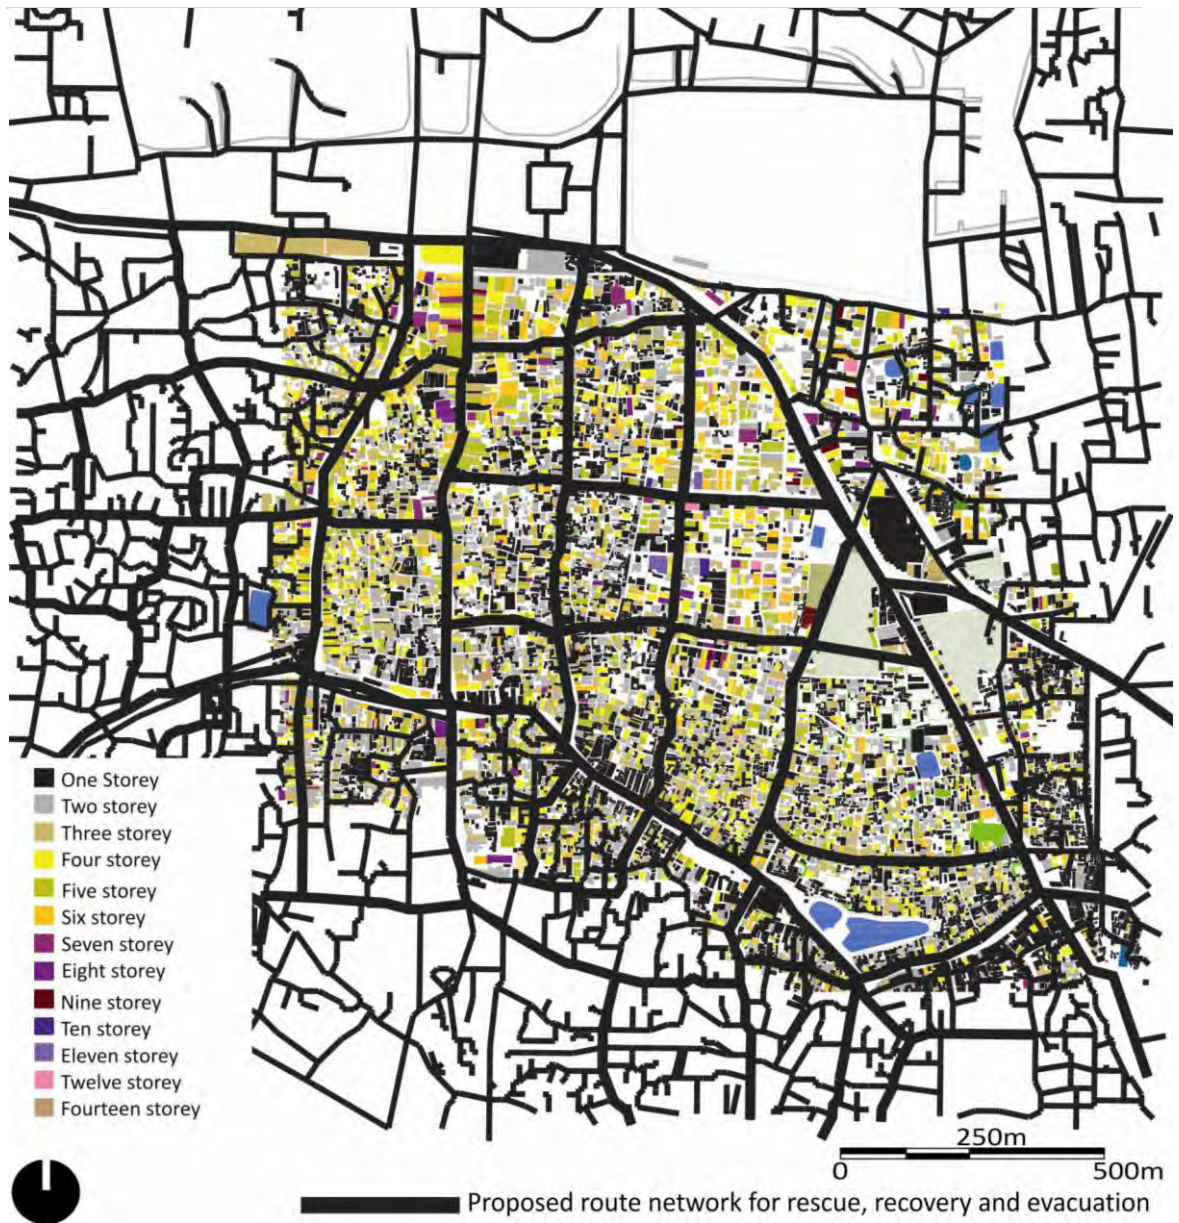 One Storey
Two storey
Three storey
Four storey
Five storey
Six storey
Seven storey
Eight storey
Nine storey
Ten storey
Eleven storey
Twelve storey
Fourteen storey
250m
0 500m
Proposed route network for rescue, recovery and evacuation